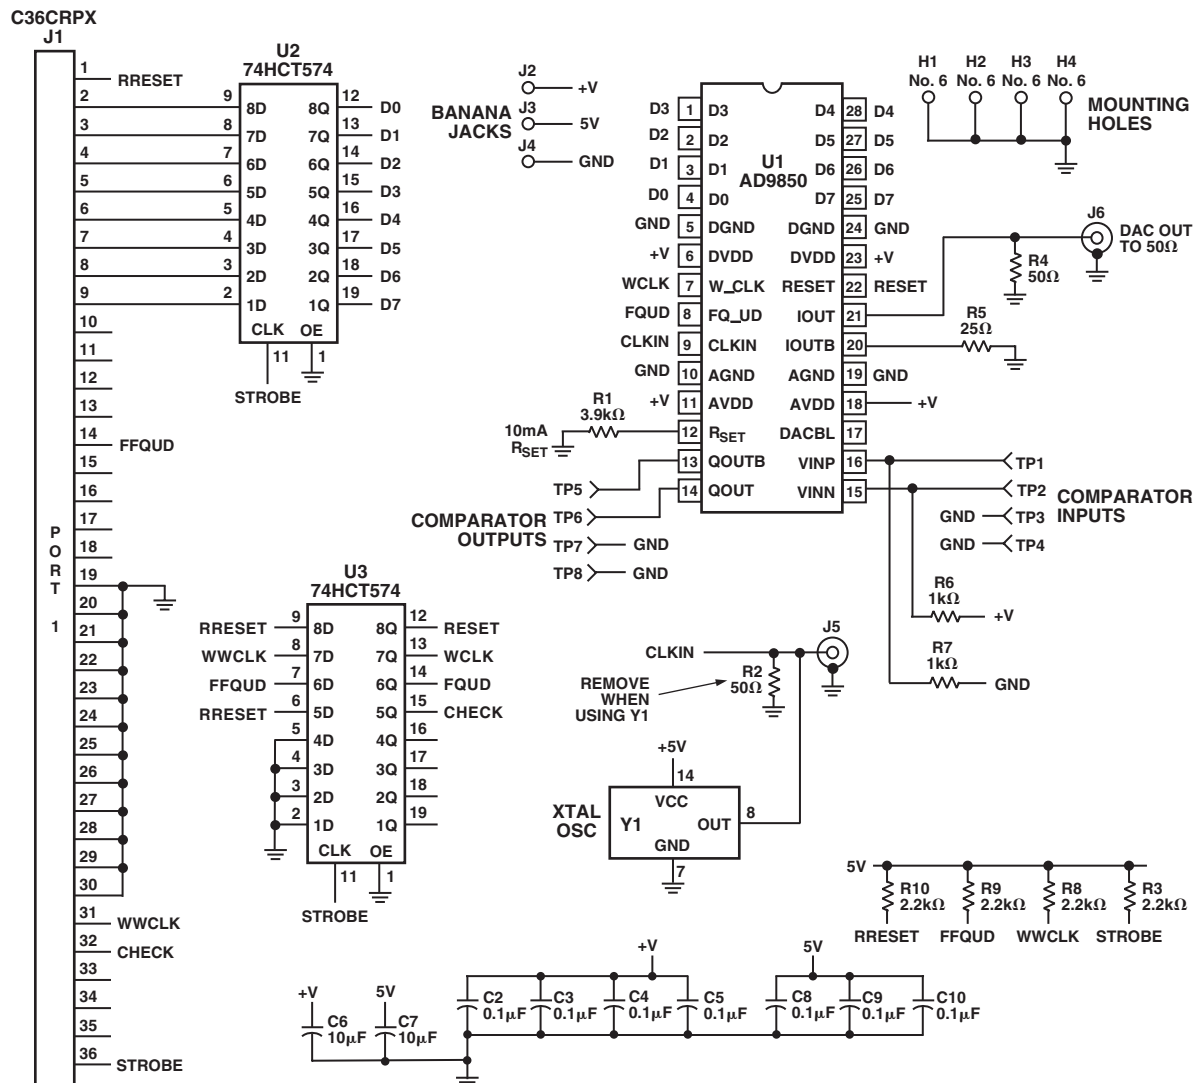 C36CRPX
J1
PORT 1
1 RRESET
2
3
4
5
6
7
8
9
10
11
12
13
14 FFQUD
15
16
17
18
19
20
21
22
23
24
25
26
27
28
29
30
31 WWCLK
32 CHECK
33
34
35
36 STROBE
U2
74HCT574
9 8D 8Q 12 D0
8 7D 7Q 13 D1
7 6D 6Q 14 D2
6 5D 5Q 15 D3
5 4D 4Q 16 D4
4 3D 3Q 17 D5
3 2D 2Q 18 D6
2 1D 1Q 19 D7
CLK OE
11 1
STROBE
BANANA
JACKS
J2 +V
J3 5V
J4 GND
U1
AD9850
D3 1 D3 D4 28 D4
D2 2 D2 D5 27 D5
D1 3 D1 D6 26 D6
D0 4 D0 D7 25 D7
GND 5 DGND DGND 24 GND
+V 6 DVDD DVDD 23 +V
WCLK 7 W_CLK RESET 22 RESET
FQUD 8 FQ_UD IOUT 21
CLKIN 9 CLKIN IOUTB 20
GND 10 AGND AGND 19 GND
+V 11 AVDD AVDD 18 +V
12 RSET DACBL 17
13 QOUTB VINP 16
14 QOUT VINN 15
H1 H2 H3 H4
No. 6 No. 6 No. 6 No. 6
MOUNTING
HOLES
J6
DAC OUT
TO 50Ω
R4
50Ω
R5
25Ω
R1
3.9kΩ
10mA
RSET
TP5
TP6
TP7 GND
TP8 GND
COMPARATOR
OUTPUTS
TP1
TP2
GND TP3
GND TP4
COMPARATOR
INPUTS
R6
1kΩ
+V
R7
1kΩ
GND
U3
74HCT574
RRESET 9 8D 8Q 12 RESET
WWCLK 8 7D 7Q 13 WCLK
FFQUD 7 6D 6Q 14 FQUD
RRESET 6 5D 5Q 15 CHECK
5 4D 4Q 16
4 3D 3Q 17
3 2D 2Q 18
2 1D 1Q 19
CLK OE
11 1
STROBE
CLKIN
J5
R2
50Ω
REMOVE
WHEN
USING Y1
+5V
14
VCC
XTAL
OSC
Y1
OUT 8
GND
7
5V
R10
2.2kΩ
R9
2.2kΩ
R8
2.2kΩ
R3
2.2kΩ
RRESET FFQUD WWCLK STROBE
+V
C6
10μF
5V
C7
10μF
+V
C2
0.1μF
C3
0.1μF
C4
0.1μF
C5
0.1μF
5V
C8
0.1μF
C9
0.1μF
C10
0.1μF